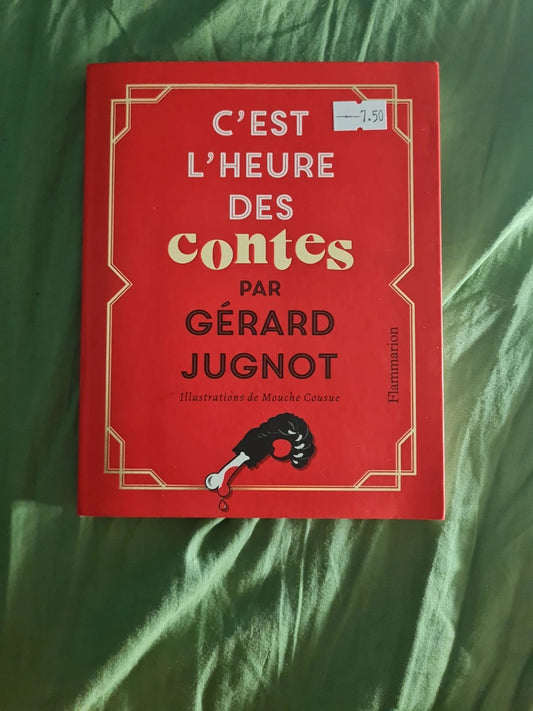 7.50
C'EST
L'HEURE
DES
contes
PAR
GÉRARD
JUGNOT
Illustrations de Mouche Cousue
Flammarion